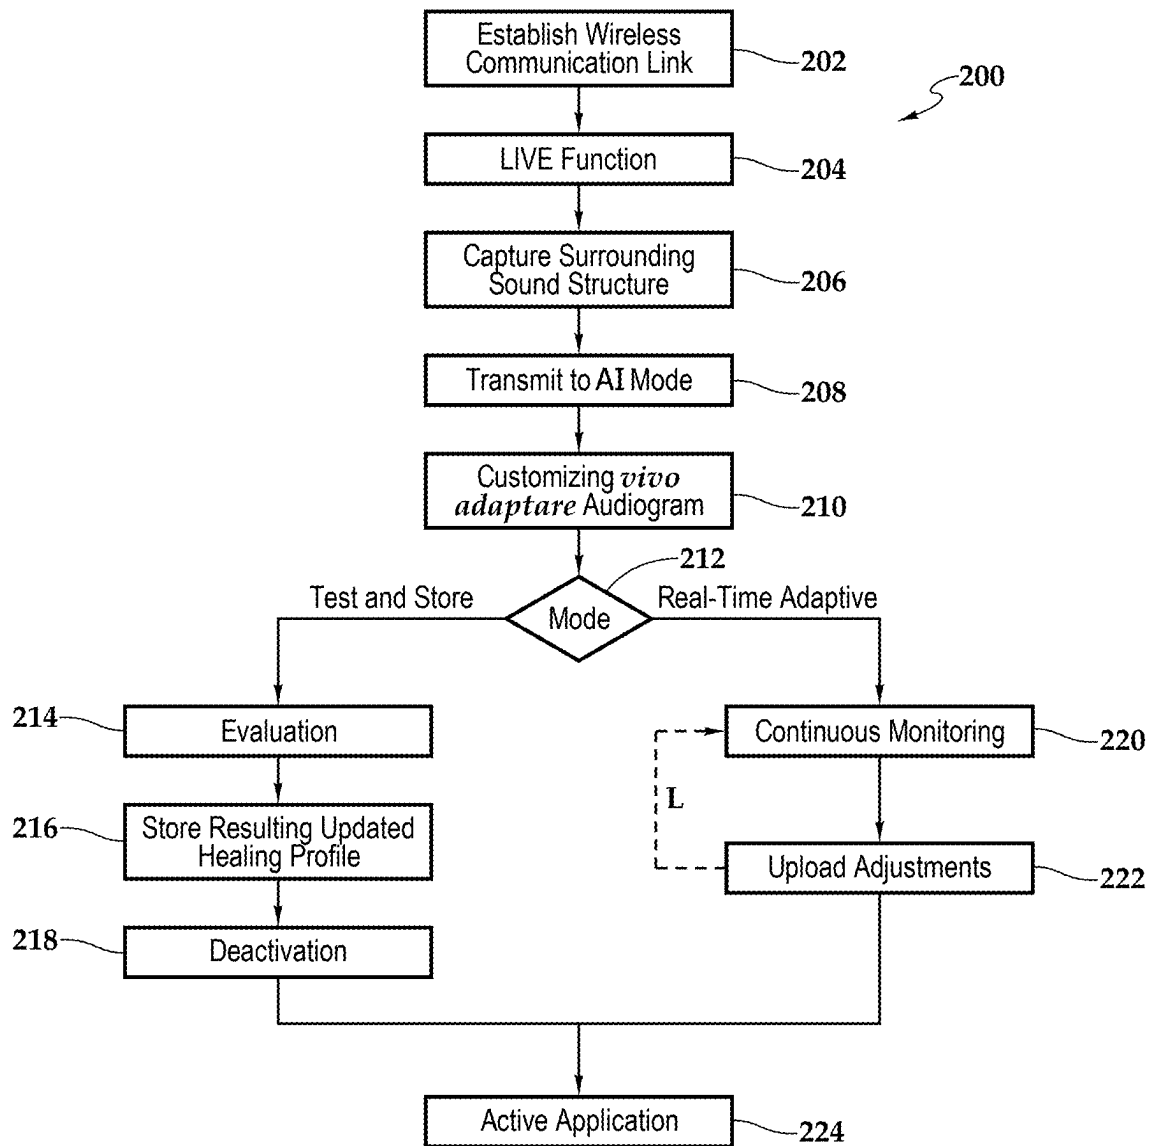 Establish Wireless
Communication Link
202
200
LIVE Function
204
Capture Surrounding
Sound Structure
206
Transmit to AI Mode
208
Customizing vivo
adaptare Audiogram
210
212
Test and Store
Mode
Real-Time Adaptive
214
Evaluation
Continuous Monitoring
220
L
216
Store Resulting Updated
Healing Profile
Upload Adjustments
222
218
Deactivation
Active Application
224